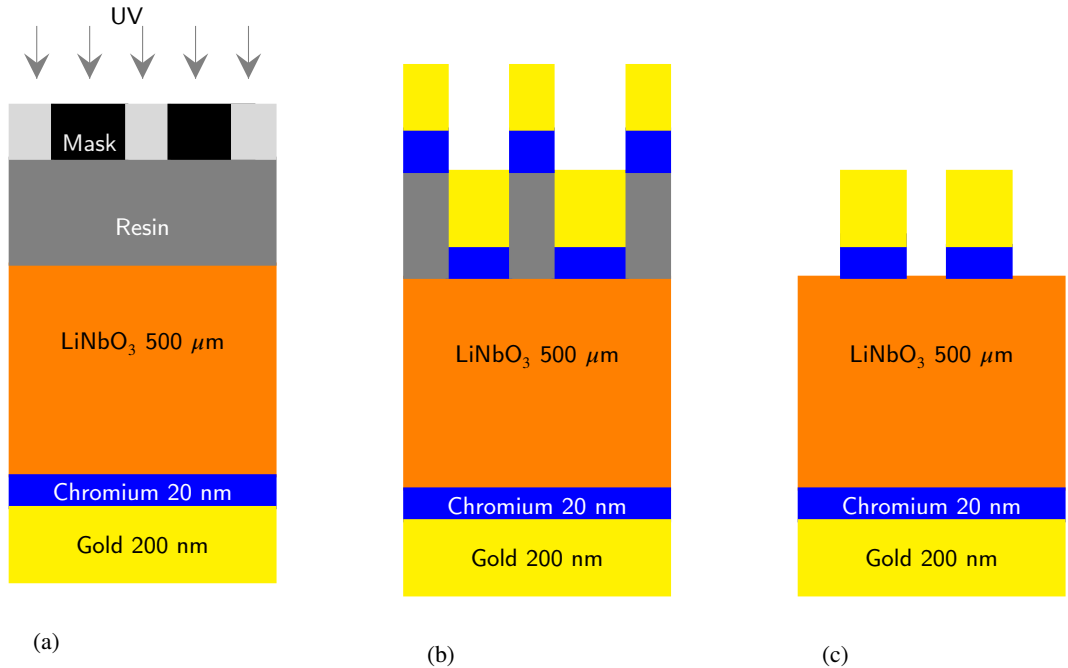 UV
Mask
Resin
LiNbO₃ 500 μm
Chromium 20 nm
Gold 200 nm
(a)
LiNbO₃ 500 μm
Chromium 20 nm
Gold 200 nm
(b)
LiNbO₃ 500 μm
Chromium 20 nm
Gold 200 nm
(c)